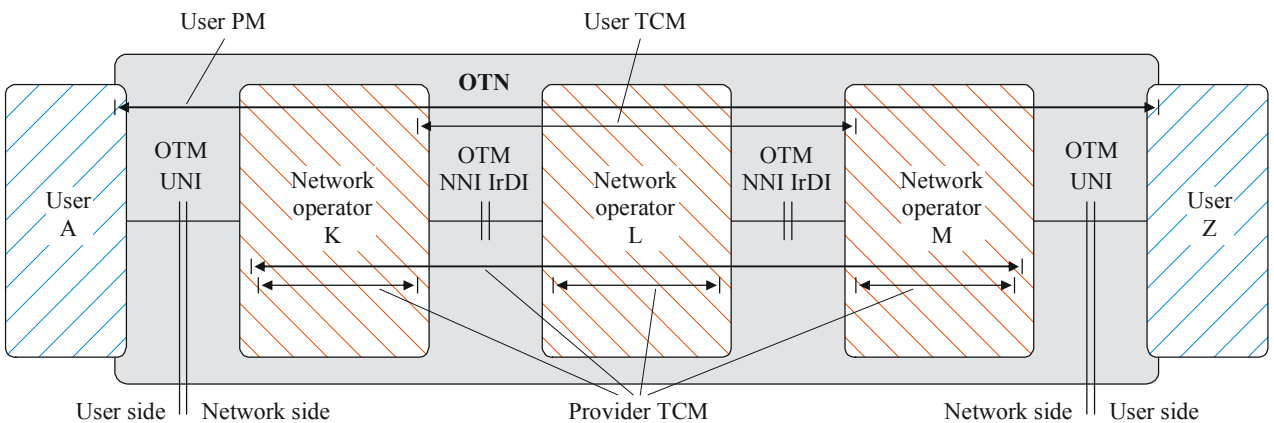 User PM
User TCM
OTN
OTM
UNI
OTM
NNI IrDI
OTM
NNI IrDI
OTM
UNI
User
A
Network
operator
K
Network
operator
L
Network
operator
M
User
Z
User side
Network side
Provider TCM
Network side
User side